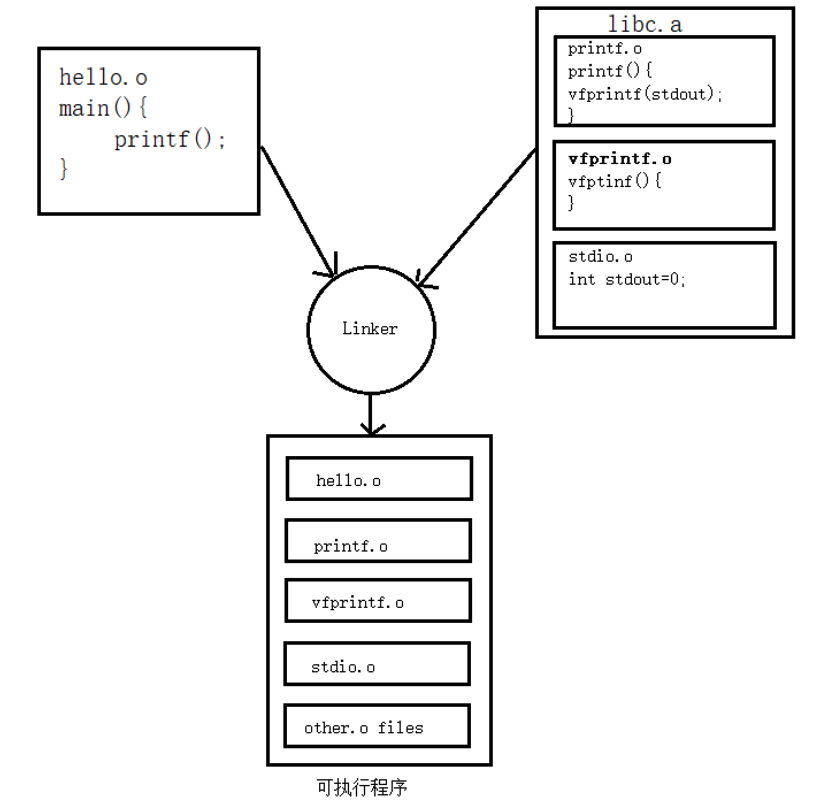 hello.o
main(){
printf();
}
libc.a
printf.o
printf(){
vfprintf(stdout);
}
vfprintf.o
vfptinf(){
}
stdio.o
int stdout=0;
Linker
hello.o
printf.o
vfprintf.o
stdio.o
other.o files
可执行程序